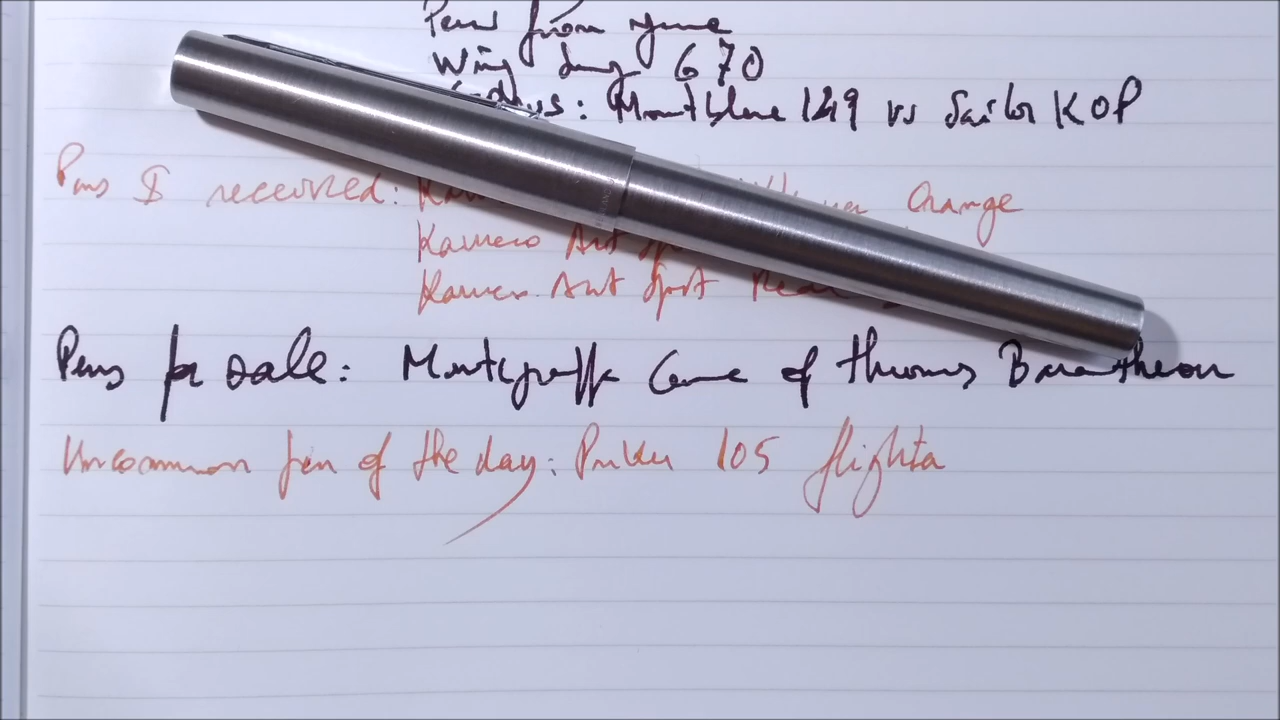 Pens from
Wing Sung 670
: Montblanc 149 vs Sailor KOP
Pens I received: Orange
Kaweco Art
Kaweco Art Sport
Pens for sale: Montegrappa Game of thrones Baratheon
Uncommon pen of the day: Parker 105 flighta